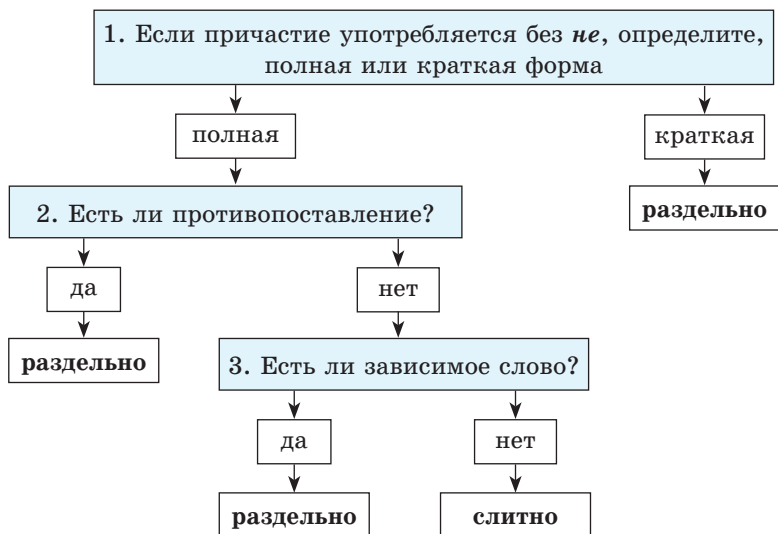 1. Если причастие употребляется без не, определите,
полная или краткая форма
полная
краткая
раздельно
2. Есть ли противопоставление?
да
нет
раздельно
3. Есть ли зависимое слово?
да
нет
раздельно
слитно